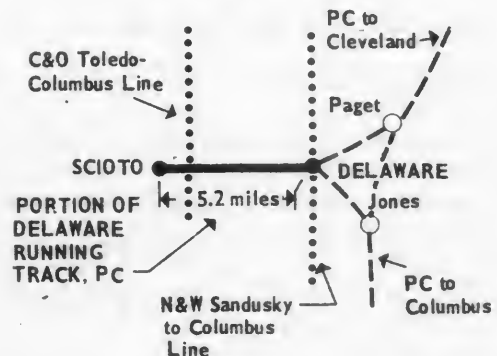 PC to
Cleveland
C&O Toledo-
Columbus Line
Paget
SCIOTO
DELAWARE
5.2 miles
Jones
PORTION OF
DELAWARE
RUNNING
TRACK, PC
N&W Sandusky
to Columbus
Line
PC to
Columbus